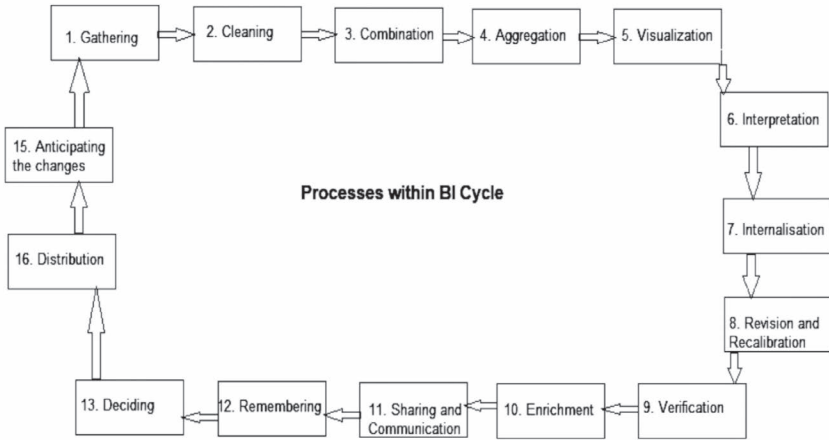 1. Gathering
2. Cleaning
3. Combination
4. Aggregation
5. Visualization
6. Interpretation
7. Internalisation
8. Revision and
Recalibration
9. Verification
10. Enrichment
11. Sharing and
Communication
12. Remembering
13. Deciding
16. Distribution
15. Anticipating
the changes
Processes within BI Cycle